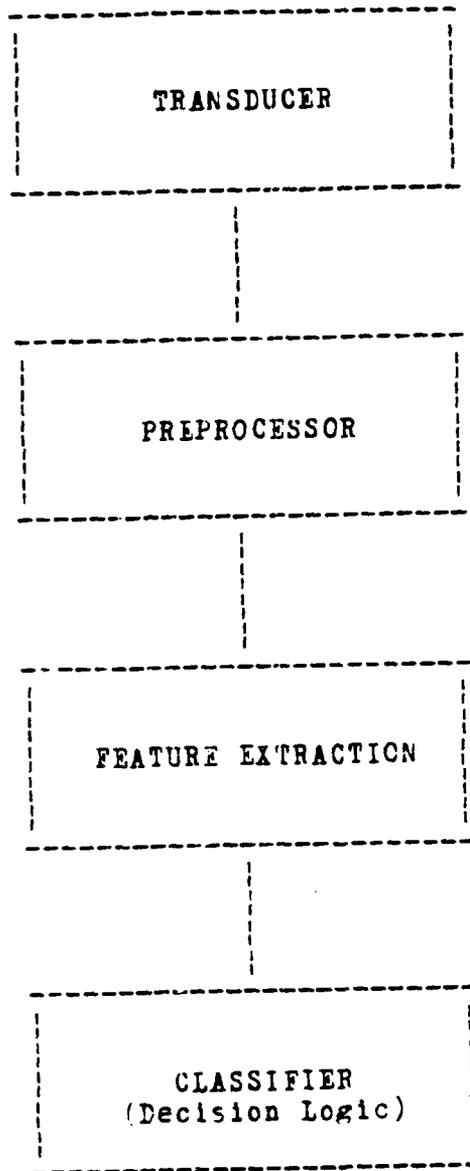 TRANSDUCER
PREPROCESSOR
FEATURE EXTRACTION
CLASSIFIER
(Decision Logic)